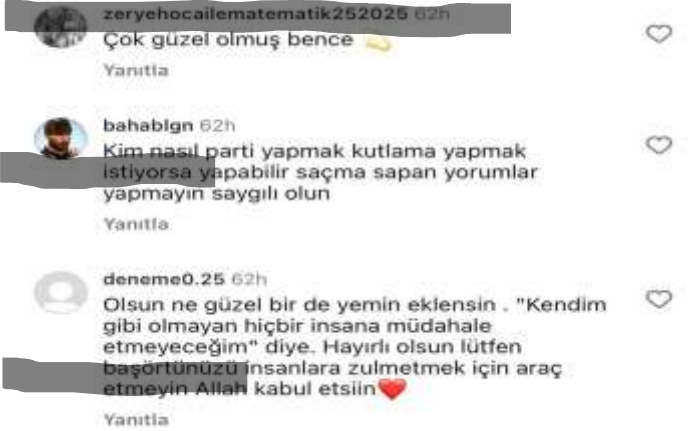 zeryehocailematematik252025 62h
Çok güzel olmuş bence
Yanıtla
bahablgn 62h
Kim nasıl parti yapmak kutlama yapmak
istiyorsa yapabilir saçma sapan yorumlar
yapmayın saygılı olun
Yanıtla
deneme0.25 62h
Olsun ne güzel bir de yemin eklensin . "Kendim
gibi olmayan hiçbir insana müdahale
etmeyeceğim" diye. Hayırlı olsun lütfen
başörtünüzü insanlara zulmetmek için araç
etmeyin Allah kabul etsiin❤️
Yanıtla